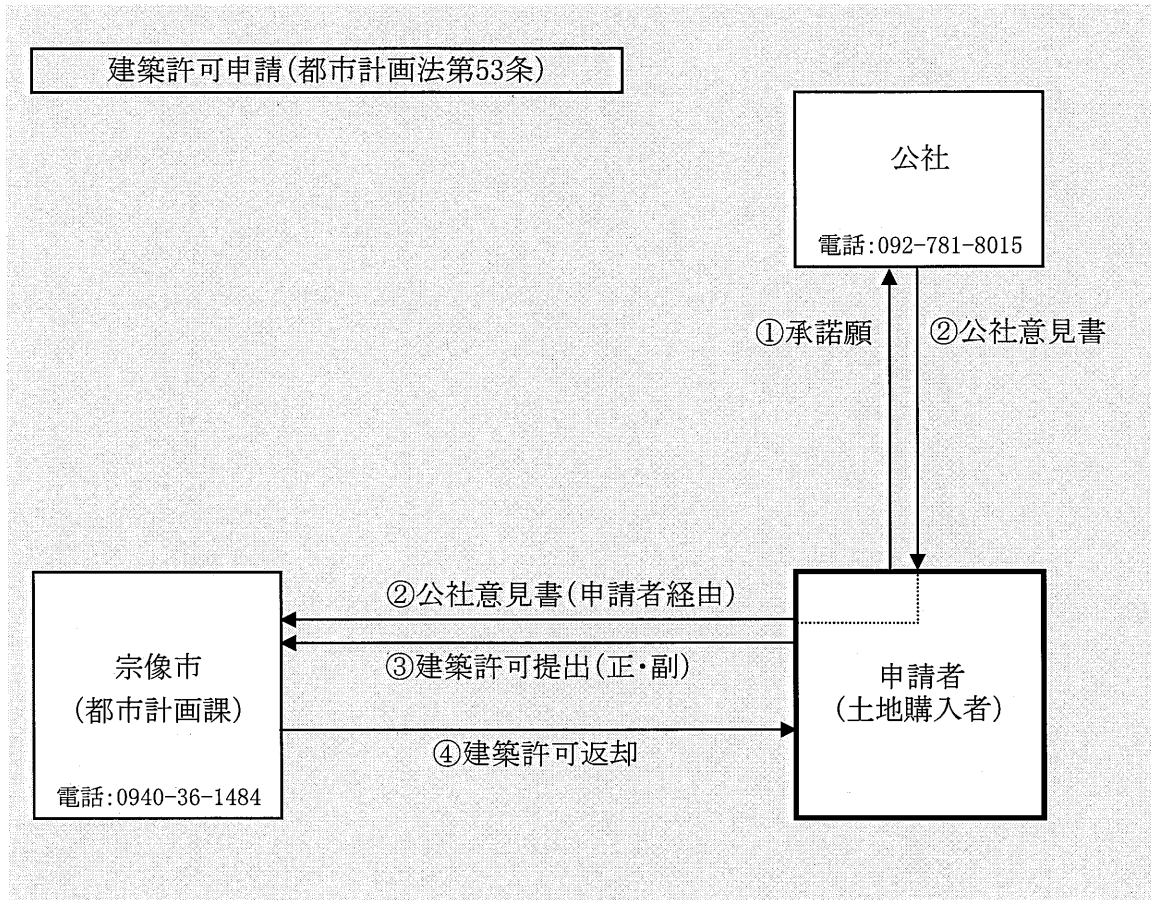 建築許可申請(都市計画法第53条)
公社
電話:092-781-8015
①承諾願
②公社意見書
②公社意見書(申請者経由)
③建築許可提出(正・副)
④建築許可返却
宗像市
(都市計画課)
電話:0940-36-1484
申請者
(土地購入者)